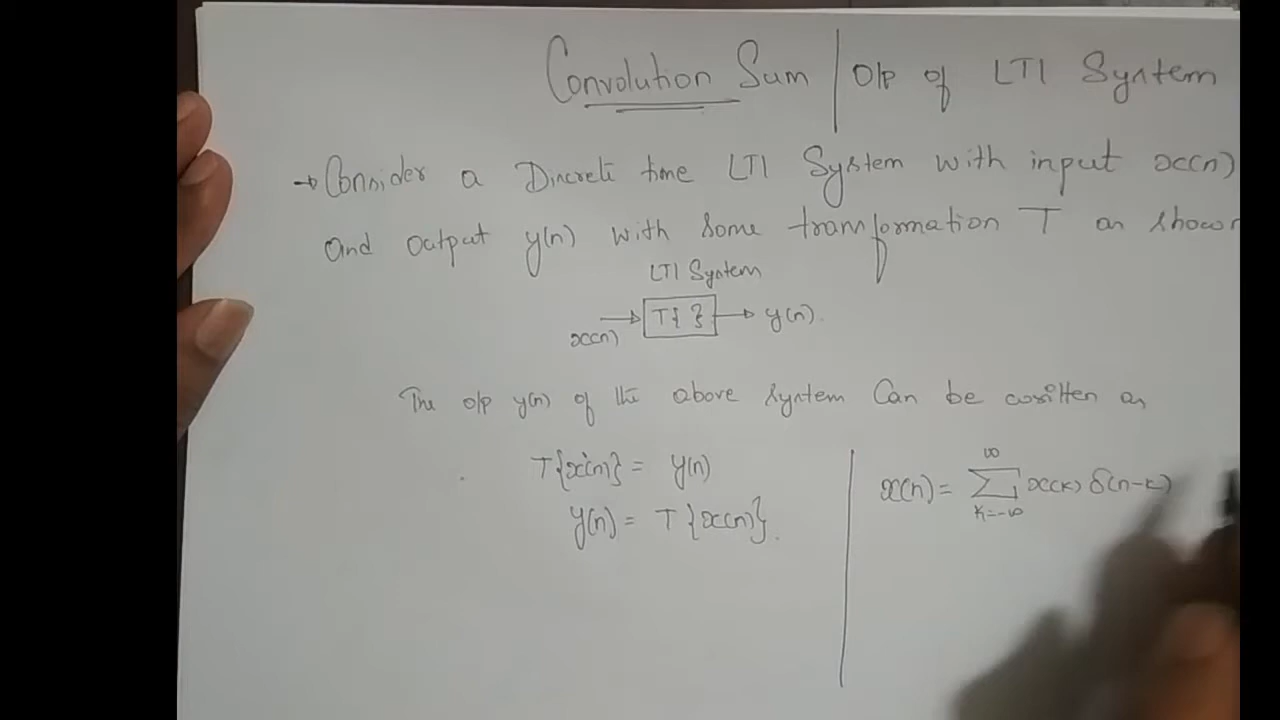 Convolution Sum | O/P of LTI System
→ Consider a Discrete time LTI System with input x(n)
and output y(n) with some transformation T as shown
LTI System
x(n) → T{ } → y(n).
The o/p y(n) of the above system can be written as
T{x(n)} = y(n)
y(n) = T{x(n)}.
x(n) = ∞∑k=-∞ x(k) δ(n-k)